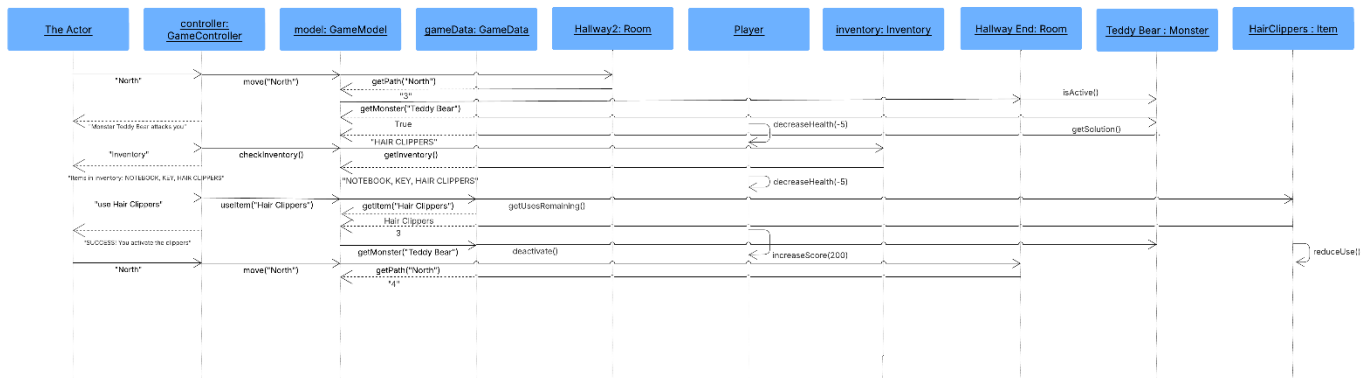 The Actor
controller:
GameController
model: GameModel
gameData: GameData
Hallway2: Room
Player
inventory: Inventory
Hallway End: Room
Teddy Bear : Monster
HairClippers : Item
"North"
move("North")
getPath("North")
"3"
isActive()
getMonster("Teddy Bear")
"Monster Teddy Bear attacks you"
True
decreaseHealth(-5)
getSolution()
"HAIR CLIPPERS"
"Inventory"
checkInventory()
getInventory()
"Items in inventory: NOTEBOOK, KEY, HAIR CLIPPERS"
"NOTEBOOK, KEY, HAIR CLIPPERS"
decreaseHealth(-5)
"use Hair Clippers"
useItem("Hair Clippers")
getItem("Hair Clippers")
getUsesRemaining()
Hair Clippers
3
"SUCCESS! You activate the clippers"
getMonster("Teddy Bear")
deactivate()
increaseScore(200)
reduceUse()
"North"
move("North")
getPath("North")
"4"